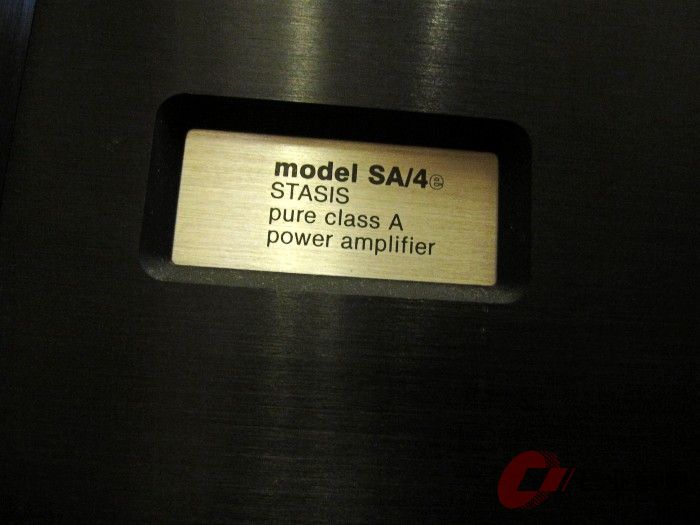 model SA/4ⓔ
STASIS
pure class A
power amplifier